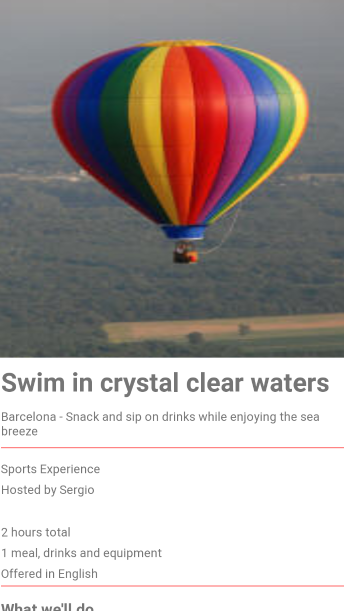 Swim in crystal clear waters
Barcelona - Snack and sip on drinks while enjoying the sea
breeze
Sports Experience
Hosted by Sergio
2 hours total
1 meal, drinks and equipment
Offered in English
What we'll do